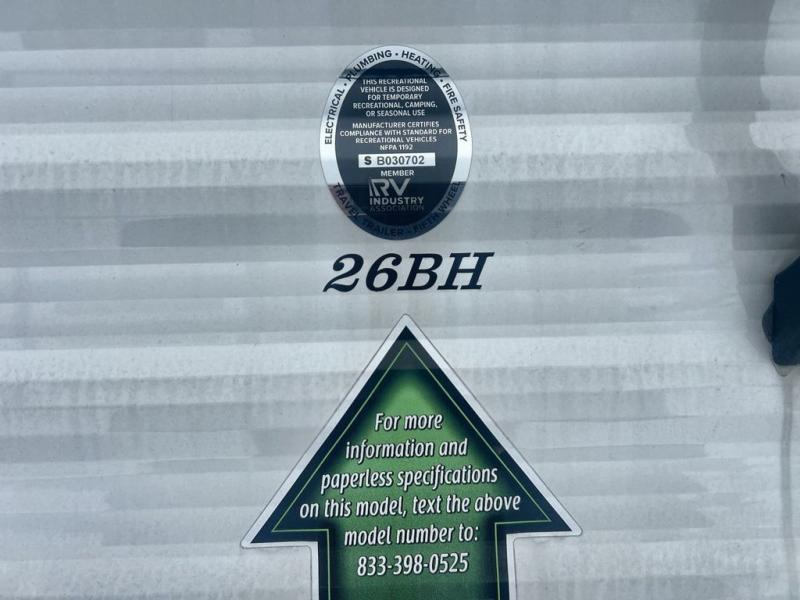 ELECTRICAL • PLUMBING • HEATING • FIRE SAFETY
THIS RECREATIONAL
VEHICLE IS DESIGNED
FOR TEMPORARY
RECREATIONAL, CAMPING,
OR SEASONAL USE
MANUFACTURER CERTIFIES
COMPLIANCE WITH STANDARD FOR
RECREATIONAL VEHICLES
NFPA 1192
S B030702
MEMBER
RV
INDUSTRY
ASSOCIATION
TRAVEL TRAILER - FIFTH WHEEL
26BH
For more
information and
paperless specifications
on this model, text the above
model number to:
833-398-0525